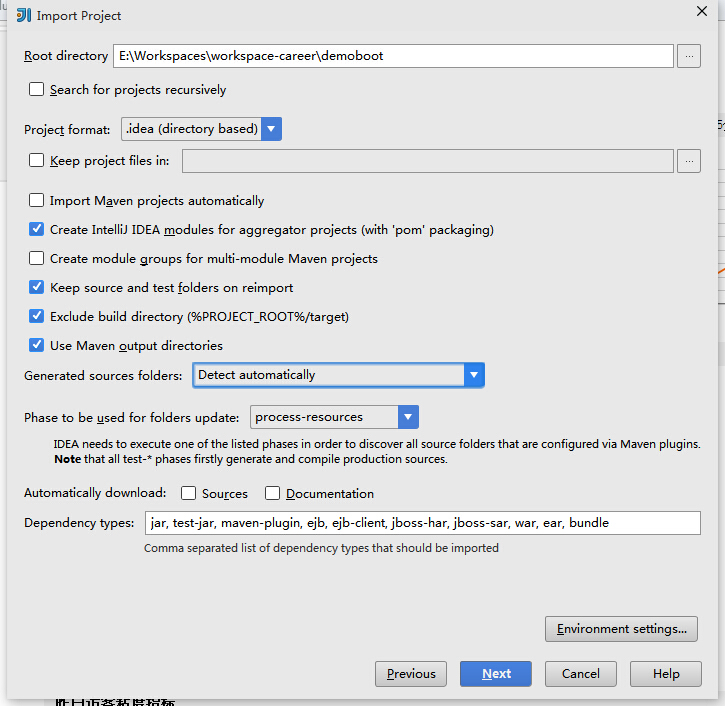 Import Project
Root directory E:\Workspaces\workspace-career\demoboot ...
Search for projects recursively
Project format: .idea (directory based)
Keep project files in: ...
Import Maven projects automatically
Create IntelliJ IDEA modules for aggregator projects (with 'pom' packaging)
Create module groups for multi-module Maven projects
Keep source and test folders on reimport
Exclude build directory (%PROJECT_ROOT%/target)
Use Maven output directories
Generated sources folders: Detect automatically
Phase to be used for folders update: process-resources
IDEA needs to execute one of the listed phases in order to discover all source folders that are configured via Maven plugins.
Note that all test-* phases firstly generate and compile production sources.
Automatically download: Sources Documentation
Dependency types: jar, test-jar, maven-plugin, ejb, ejb-client, jboss-har, jboss-sar, war, ear, bundle
Comma separated list of dependency types that should be imported
Environment settings...
Previous Next Cancel Help